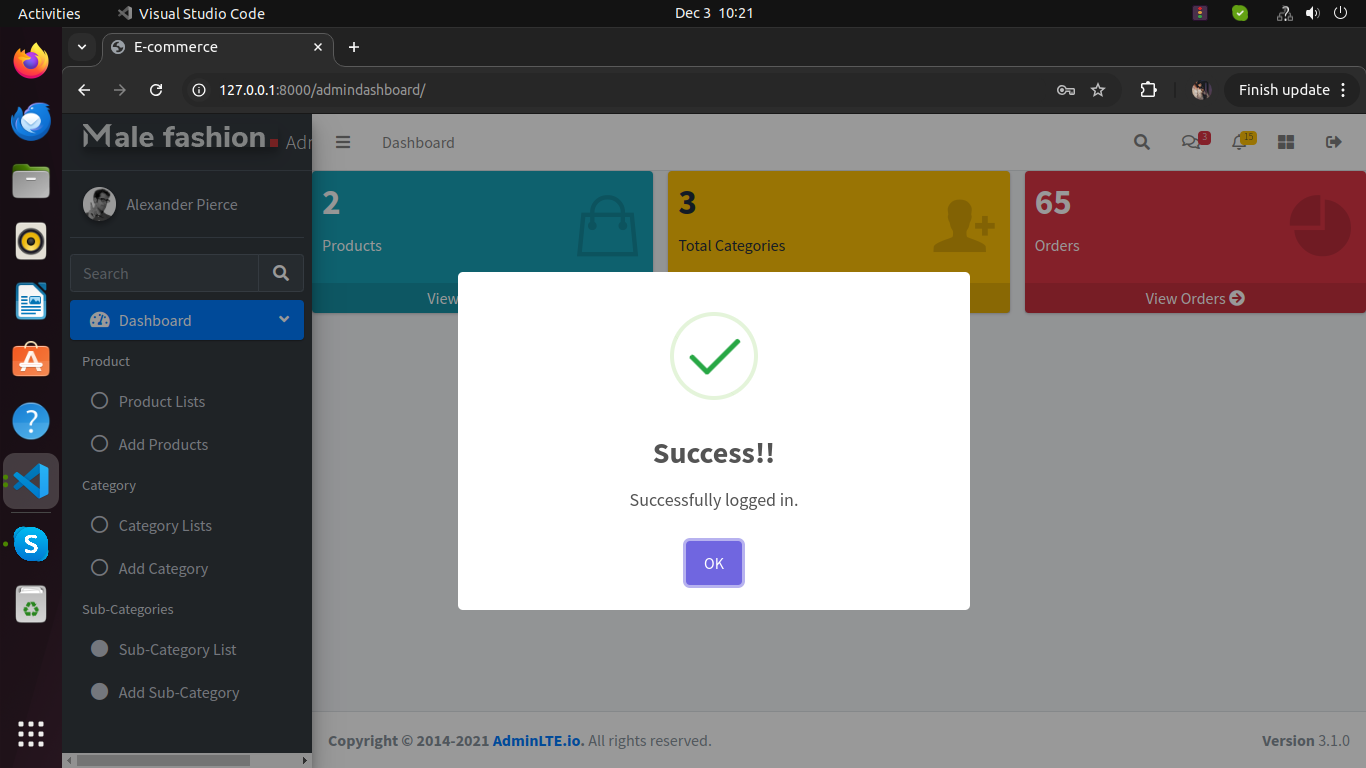 Activities Visual Studio Code Dec 3 10:21
E-commerce
127.0.0.1:8000/admindashboard/ Finish update
Male fashion. Dashboard 3 15
Alexander Pierce
Search
Dashboard
Product
Product Lists
Add Products
Category
Category Lists
Add Category
Sub-Categories
Sub-Category List
Add Sub-Category
2
Products
View
3
Total Categories
65
Orders
View Orders
Success!!
Successfully logged in.
OK
Copyright © 2014-2021 AdminLTE.io. All rights reserved. Version 3.1.0